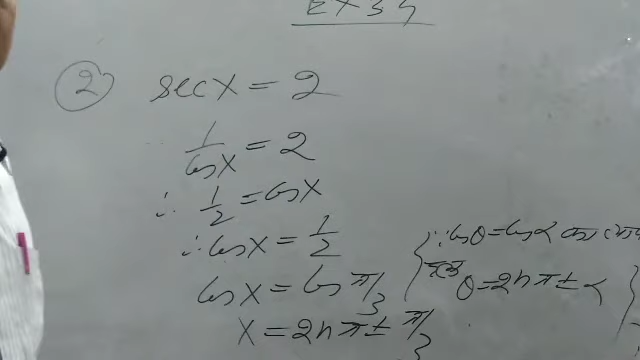 Ex 3.4
2 sec x = 2
1/cos x = 2
∴ 1/2 = cos x
∴ cos x = 1/2
cos x = cos π/3
x = 2nπ ± π/3
{∵ cos θ = cos α
θ = 2nπ ± α}